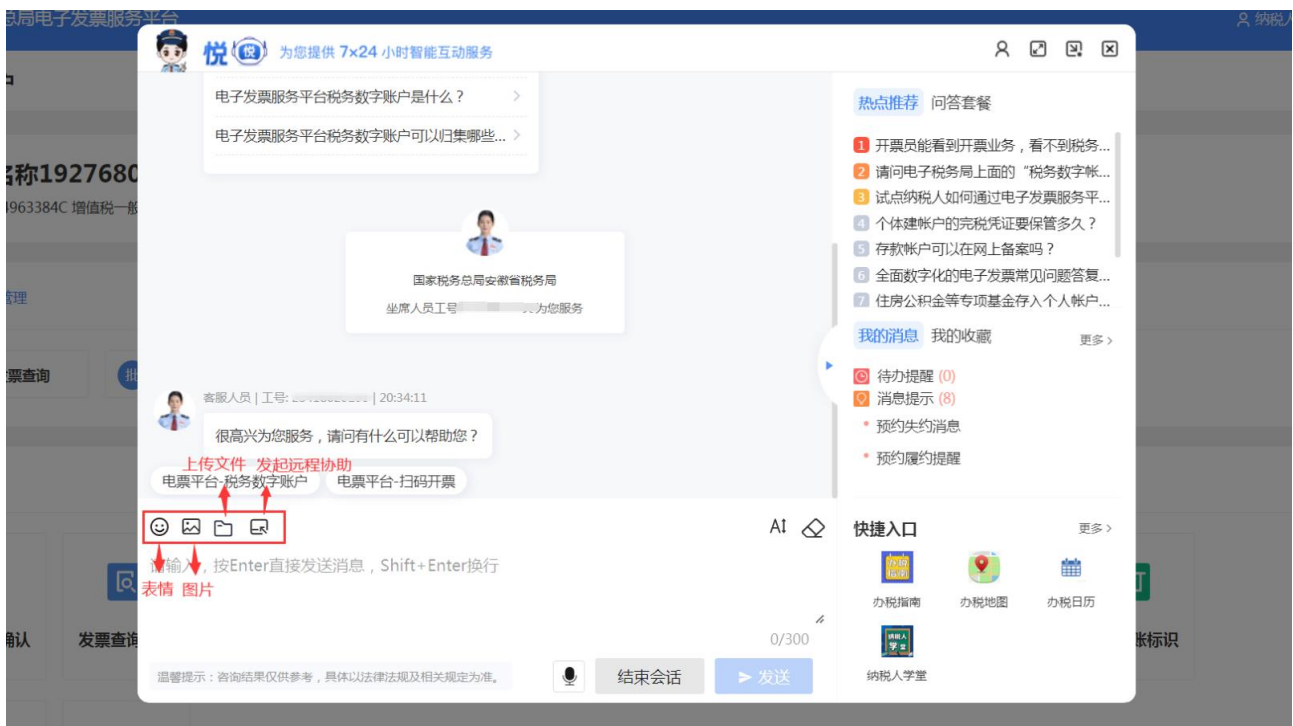 总局电子发票服务平台
纳税人
悦 悦 为您提供 7×24 小时智能互动服务
电子发票服务平台税务数字账户是什么？
电子发票服务平台税务数字账户可以归集哪些...
名称1927680
4963384C 增值税一般
管理
票查询
批
国家税务总局安徽省税务局
坐席人员工号 为您服务
客服人员 | 工号: | 20:34:11
很高兴为您服务，请问有什么可以帮助您？
上传文件 发起远程协助
电票平台-税务数字账户 电票平台-扫码开票
请输入，按Enter直接发送消息，Shift+Enter换行
表情 图片
0/300
温馨提示：咨询结果仅供参考，具体以法律法规及相关规定为准。
结束会话
发送
热点推荐 问答套餐
1 开票员能看到开票业务，看不到税务...
2 请问电子税务局上面的“税务数字帐...
3 试点纳税人如何通过电子发票服务平...
4 个体建帐户的完税凭证要保管多久？
5 存款帐户可以在网上备案吗？
6 全面数字化的电子发票常见问题答复...
7 住房公积金等专项基金存入个人帐户...
我的消息 我的收藏 更多
待办提醒 (0)
消息提示 (8)
预约失约消息
预约履约提醒
快捷入口 更多
办税指南 办税地图 办税日历
纳税人学堂
确认
发票查询
账标识